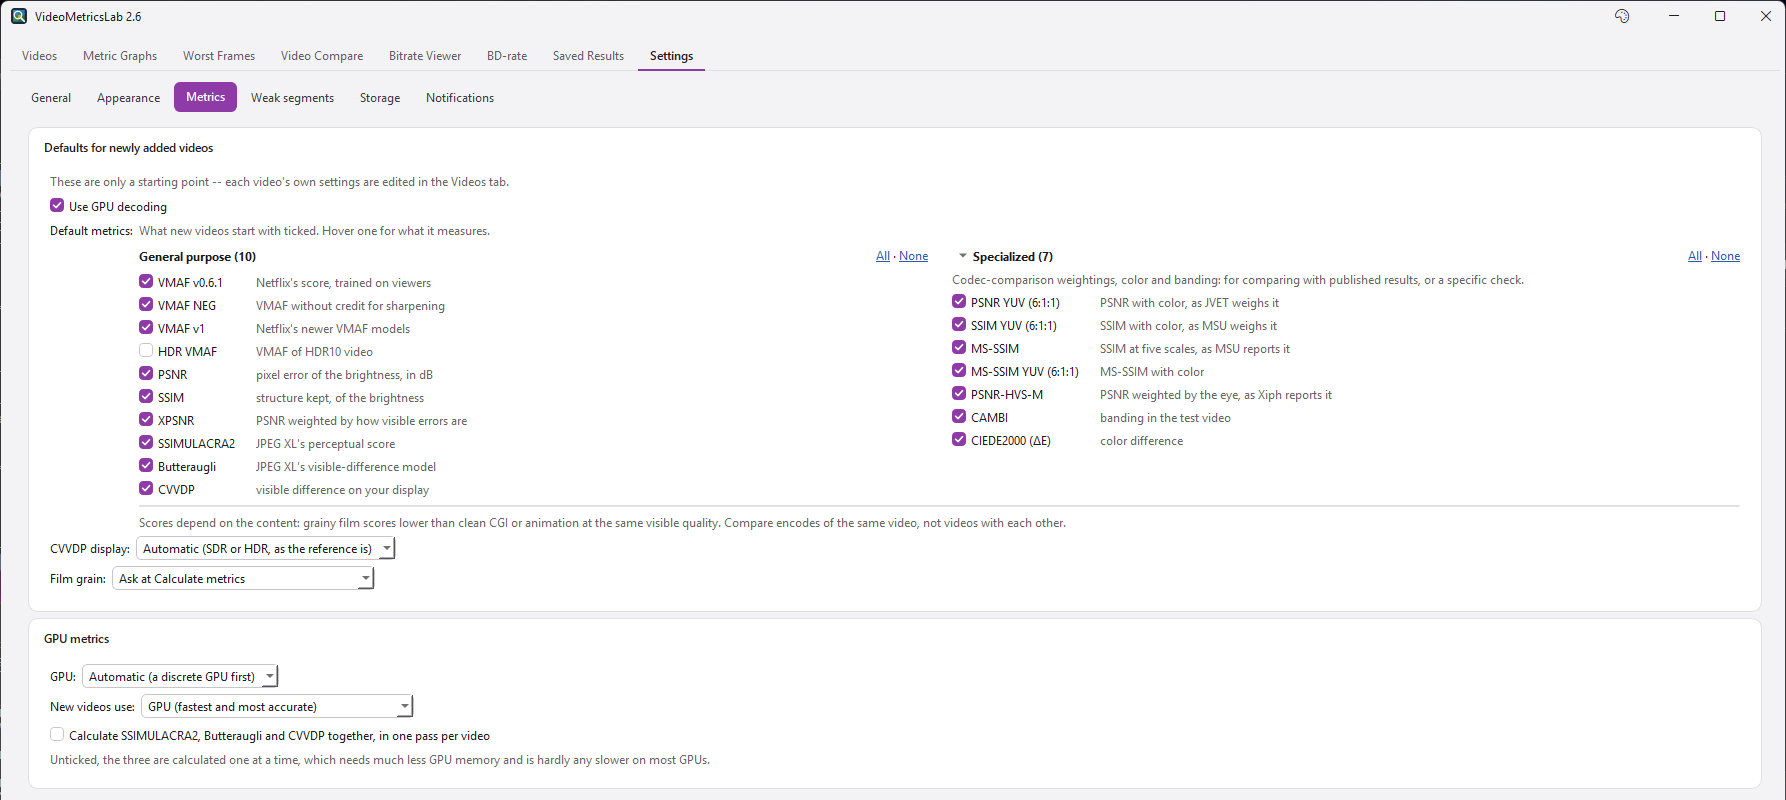 VideoMetricsLab 2.6
Videos Metric Graphs Worst Frames Video Compare Bitrate Viewer BD-rate Saved Results Settings
General Appearance Metrics Weak segments Storage Notifications
Defaults for newly added videos
These are only a starting point -- each video's own settings are edited in the Videos tab.
Use GPU decoding
Default metrics: What new videos start with ticked. Hover one for what it measures.
General purpose (10) All · None
VMAF v0.6.1 Netflix's score, trained on viewers
VMAF NEG VMAF without credit for sharpening
VMAF v1 Netflix's newer VMAF models
HDR VMAF VMAF of HDR10 video
PSNR pixel error of the brightness, in dB
SSIM structure kept, of the brightness
XPSNR PSNR weighted by how visible errors are
SSIMULACRA2 JPEG XL's perceptual score
Butteraugli JPEG XL's visible-difference model
CVVDP visible difference on your display
Specialized (7) All · None
Codec-comparison weightings, color and banding: for comparing with published results, or a specific check.
PSNR YUV (6:1:1) PSNR with color, as JVET weighs it
SSIM YUV (6:1:1) SSIM with color, as MSU weighs it
MS-SSIM SSIM at five scales, as MSU reports it
MS-SSIM YUV (6:1:1) MS-SSIM with color
PSNR-HVS-M PSNR weighted by the eye, as Xiph reports it
CAMBI banding in the test video
CIEDE2000 (ΔE) color difference
Scores depend on the content: grainy film scores lower than clean CGI or animation at the same visible quality. Compare encodes of the same video, not videos with each other.
CVVDP display: Automatic (SDR or HDR, as the reference is)
Film grain: Ask at Calculate metrics
GPU metrics
GPU: Automatic (a discrete GPU first)
New videos use: GPU (fastest and most accurate)
Calculate SSIMULACRA2, Butteraugli and CVVDP together, in one pass per video
Unticked, the three are calculated one at a time, which needs much less GPU memory and is hardly any slower on most GPUs.